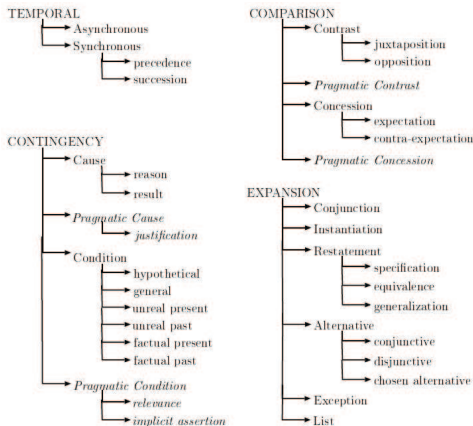 TEMPORAL
Asynchronous
Synchronous
precedence
succession
CONTINGENCY
Cause
reason
result
Pragmatic Cause
justification
Condition
hypothetical
general
unreal present
unreal past
factual present
factual past
Pragmatic Condition
relevance
implicit assertion
COMPARISON
Contrast
juxtaposition
opposition
Pragmatic Contrast
Concession
expectation
contra-expectation
Pragmatic Concession
EXPANSION
Conjunction
Instantiation
Restatement
specification
equivalence
generalization
Alternative
conjunctive
disjunctive
chosen alternative
Exception
List